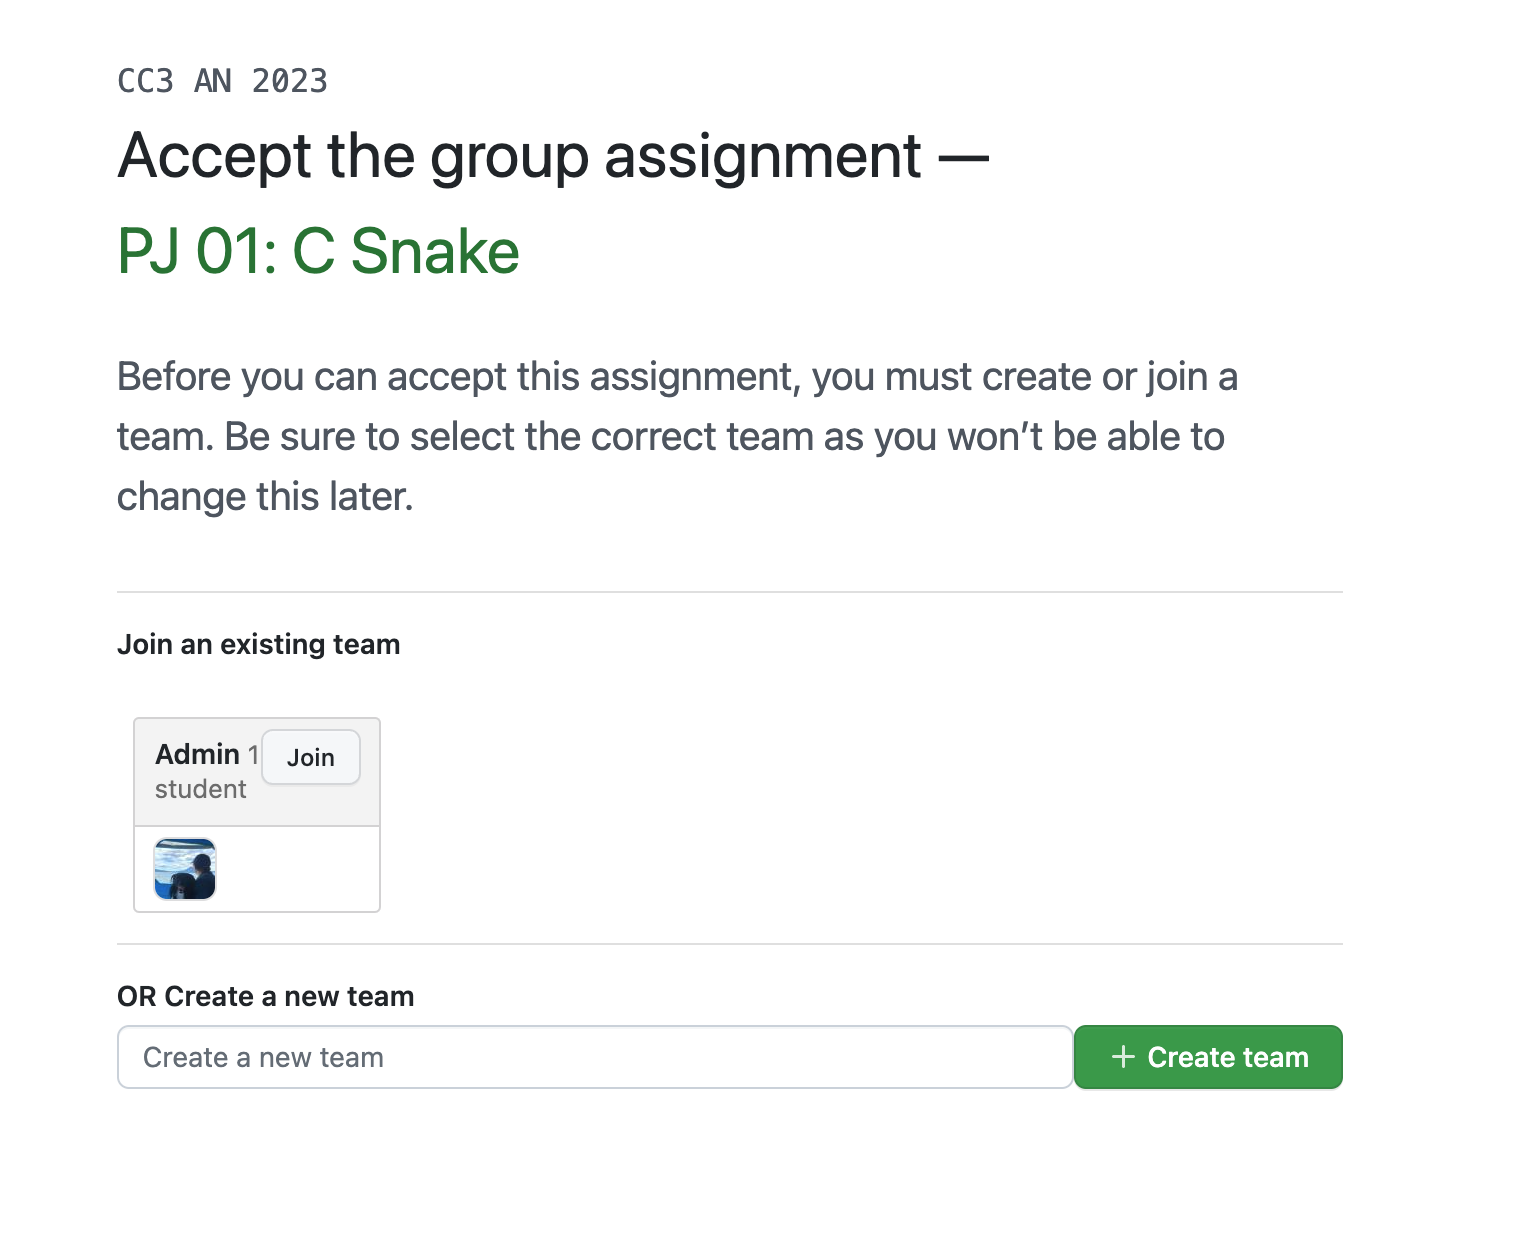 CC3 AN 2023
Accept the group assignment —
PJ 01: C Snake
Before you can accept this assignment, you must create or join a
team. Be sure to select the correct team as you won’t be able to
change this later.
Join an existing team
Admin 1
student
Join
OR Create a new team
Create a new team
+ Create team